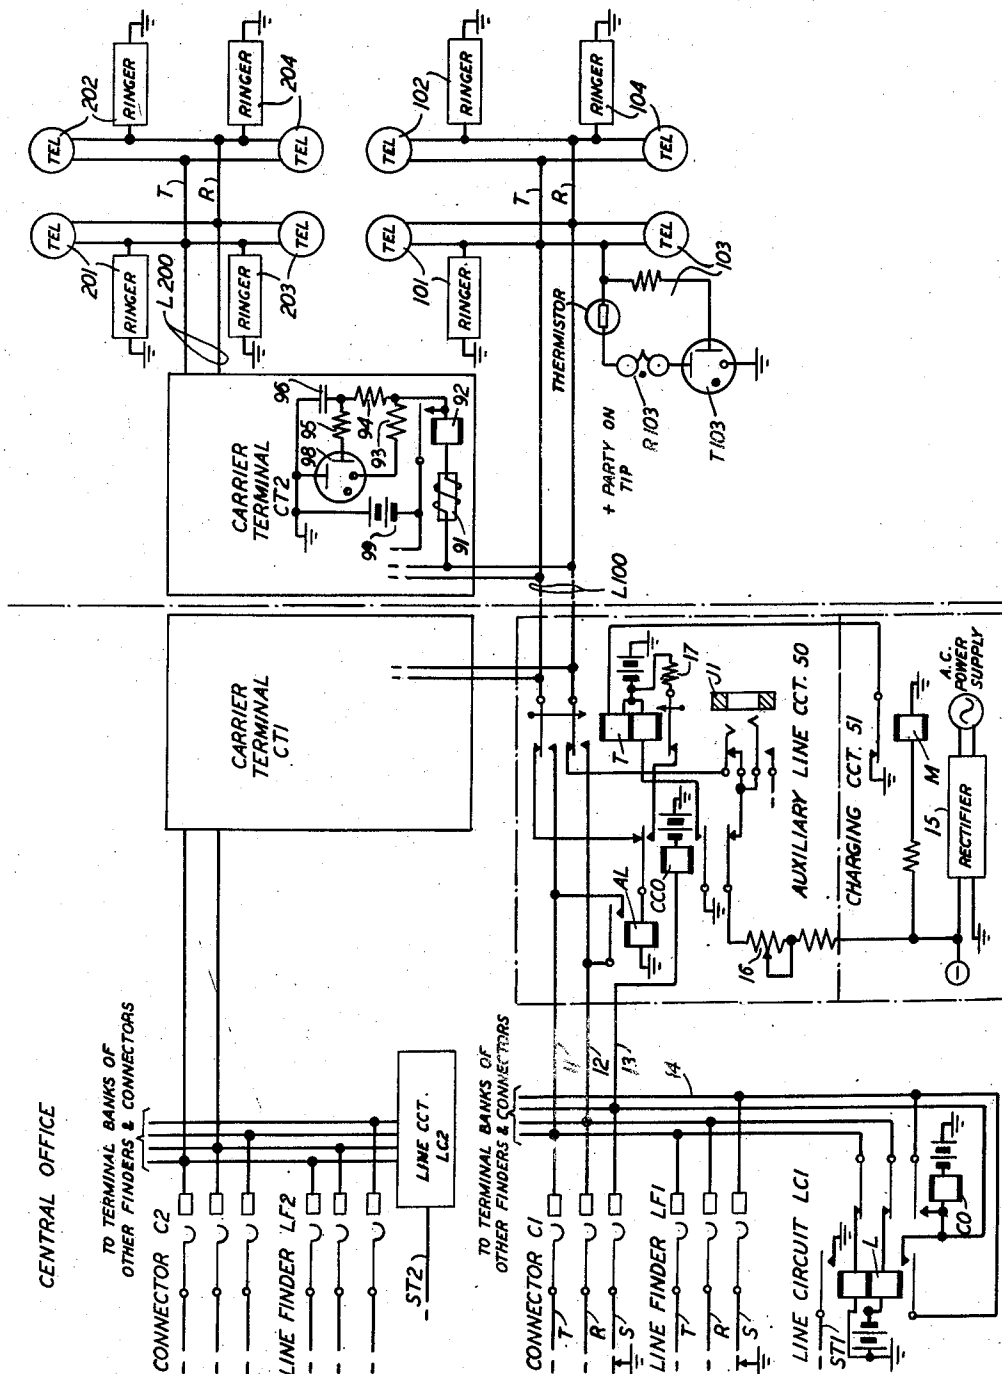 CENTRAL OFFICE
TO TERMINAL BANKS OF
OTHER FINDERS & CONNECTORS
CONNECTOR C2
LINE FINDER LF2
ST2
LINE CCT.
LC2
CARRIER
TERMINAL
CT1
CARRIER
TERMINAL
CT2
96
95
94
98
93
92
99
91
L200
T
R
201
TEL
RINGER
202
TEL
RINGER
203
TEL
RINGER
204
TEL
RINGER
TO TERMINAL BANKS OF
OTHER FINDERS & CONNECTORS
CONNECTOR C1
T
R
S
LINE FINDER LF1
T
R
S
LINE CIRCUIT LC1
ST1
L
CO
11
12
13
14
AL
CCO
T
17
J1
16
AUXILIARY LINE CCT. 50
CHARGING CCT. 51
M
15
RECTIFIER
A.C.
POWER
SUPPLY
−
L100
T
R
101
TEL
RINGER
102
TEL
RINGER
103
TEL
104
TEL
RINGER
THERMISTOR
+ PARTY ON
TIP
R103
T103